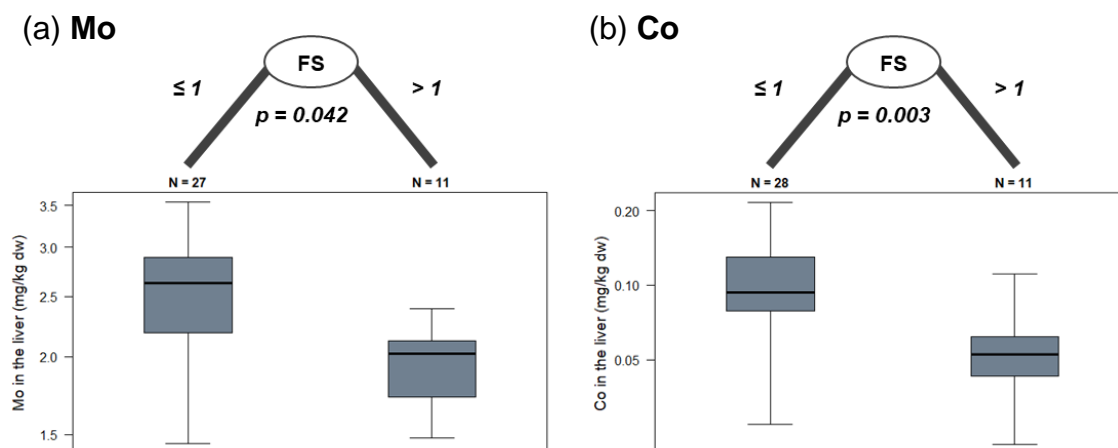 (a) Mo
FS
≤ 1
> 1
p = 0.042
N = 27
N = 11
3.5
3.0
2.5
2.0
1.5
Mo in the liver (mg/kg dw)
(b) Co
FS
≤ 1
> 1
p = 0.003
N = 28
N = 11
0.20
0.10
0.05
Co in the liver (mg/kg dw)